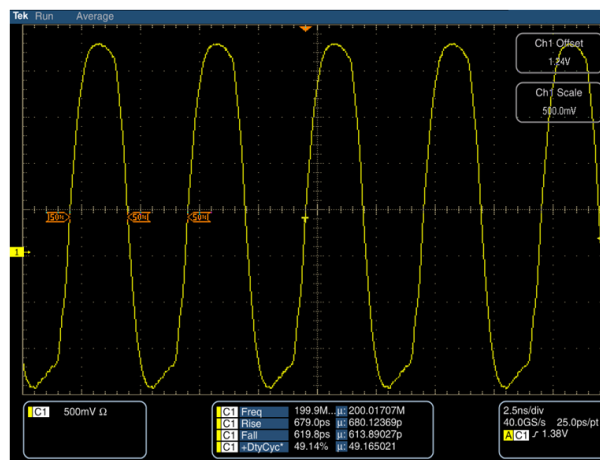 Tek Run Average
Ch1 Offset
1.24V
Ch1 Scale
500.0mV
50% 50% 50%
1
C1 500mV Ω
C1 Freq 199.9M... µ: 200.01707M
C1 Rise 679.0ps µ: 680.12369p
C1 Fall 619.8ps µ: 613.89027p
C1 +DtyCyc* 49.14% µ: 49.165021
2.5ns/div
40.0GS/s 25.0ps/pt
A C1 1.38V